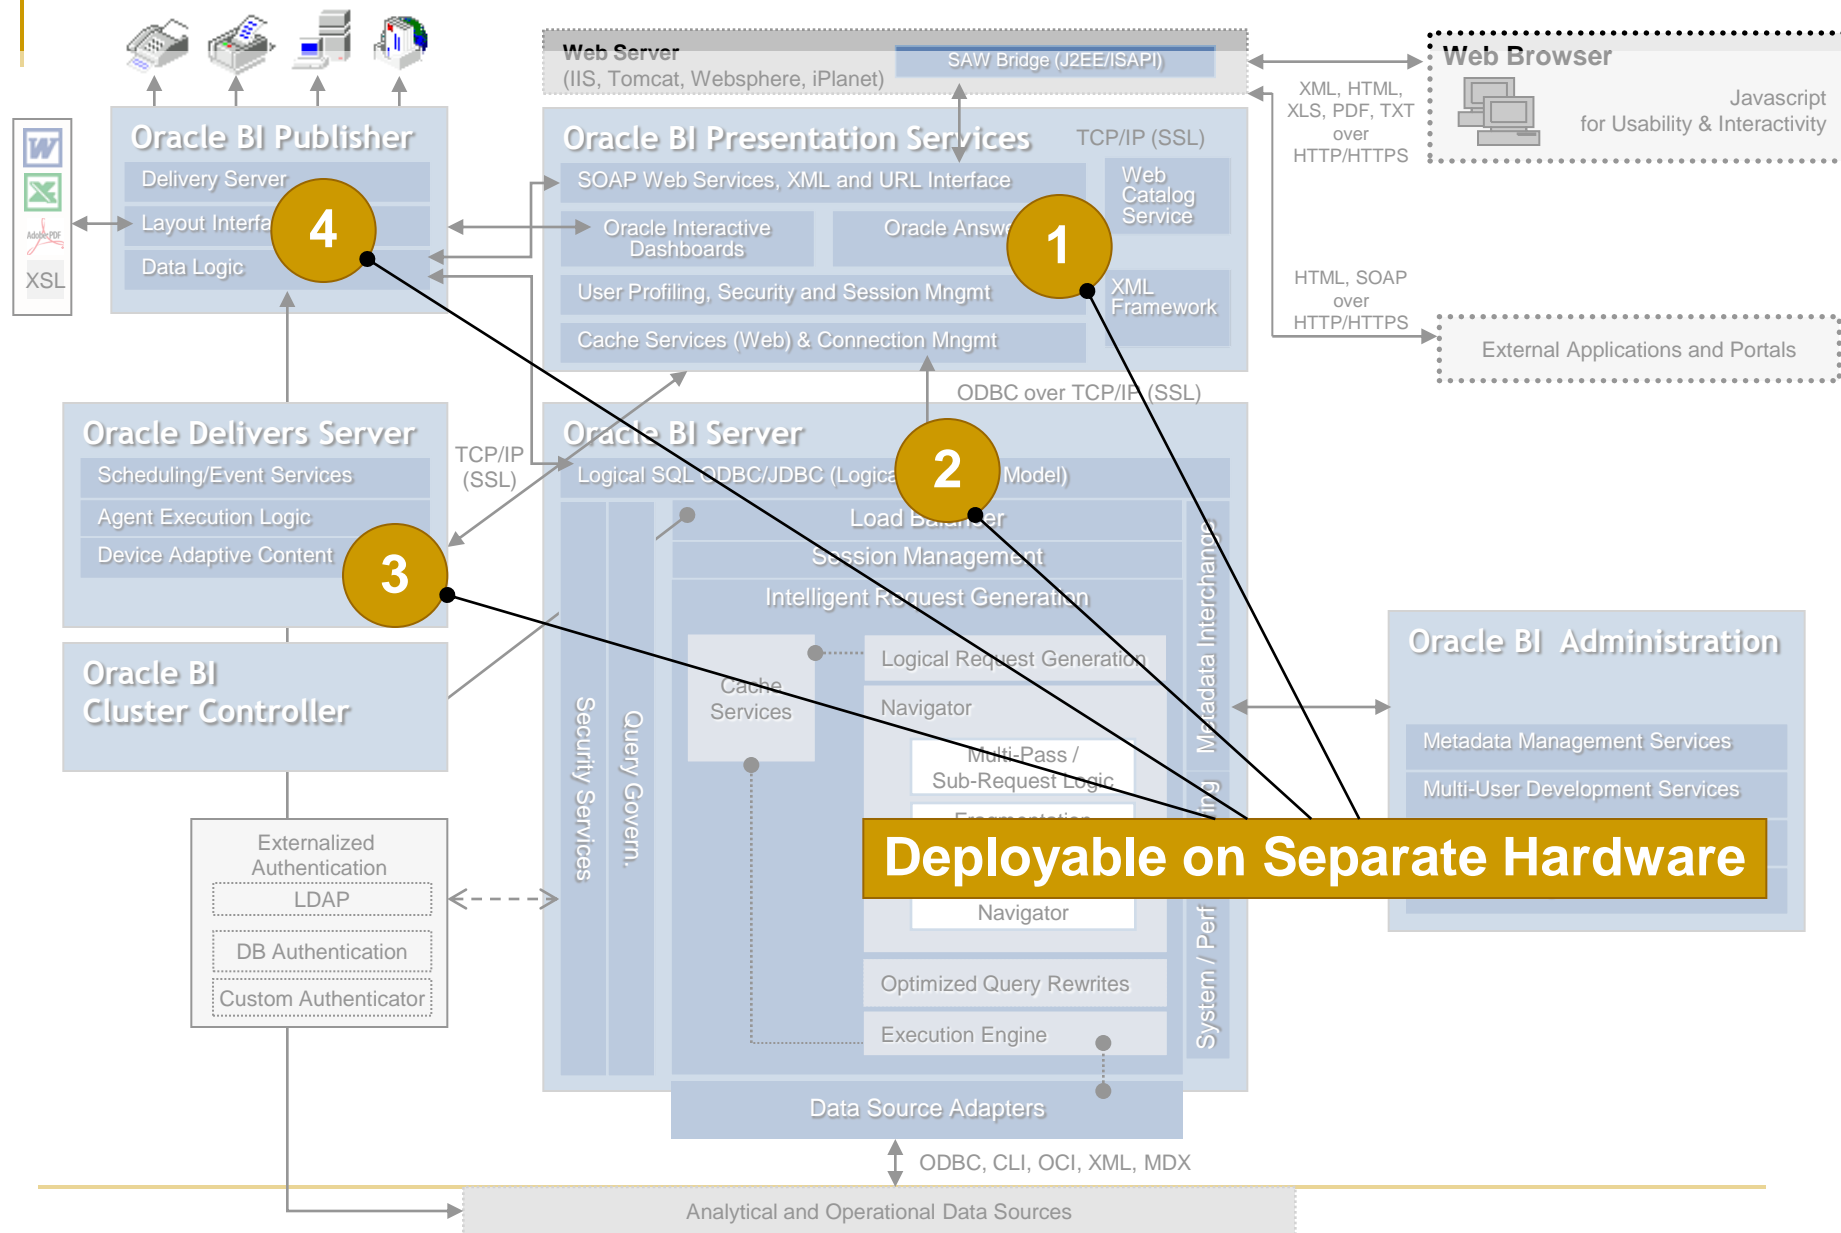 Web Server
(IIS, Tomcat, Websphere, iPlanet)
SAW Bridge (J2EE/ISAPI)
Web Browser
Javascript
for Usability & Interactivity
XML, HTML,
XLS, PDF, TXT
over
HTTP/HTTPS
Oracle BI Publisher
Delivery Server
Layout
Data Logic
4
Adobe PDF
XSL
Oracle BI Presentation Services
TCP/IP (SSL)
SOAP Web Services, XML and URL Interface
Oracle Interactive
Dashboards
Oracle
1
Web
Catalog
Service
User Profiling, Security and Session Mngmt
XML
Framework
Cache Services (Web) & Connection Mngmt
HTML, SOAP
over
HTTP/HTTPS
External Applications and Portals
ODBC over TCP/IP (SSL)
Oracle Delivers Server
Scheduling/Event Services
Agent Execution Logic
Device Adaptive Content
3
TCP/IP
(SSL)
Oracle BI
Cluster Controller
Oracle BI Server
Logical SQL ODBC/JDBC
Model)
2
Load Balancer
Session Management
Intelligent Request Generation
Cache
Services
Logical Request Generation
Navigator
Multi-Pass /
Sub-Request Logic
Fragmentation
Navigator
Optimized Query Rewrites
Execution Engine
Security Services
Query Govern.
Metadata Interchange
System / Perf
Oracle BI Administration
Metadata Management Services
Multi-User Development Services
Deployable on Separate Hardware
Externalized
Authentication
LDAP
DB Authentication
Custom Authenticator
Data Source Adapters
ODBC, CLI, OCI, XML, MDX
Analytical and Operational Data Sources